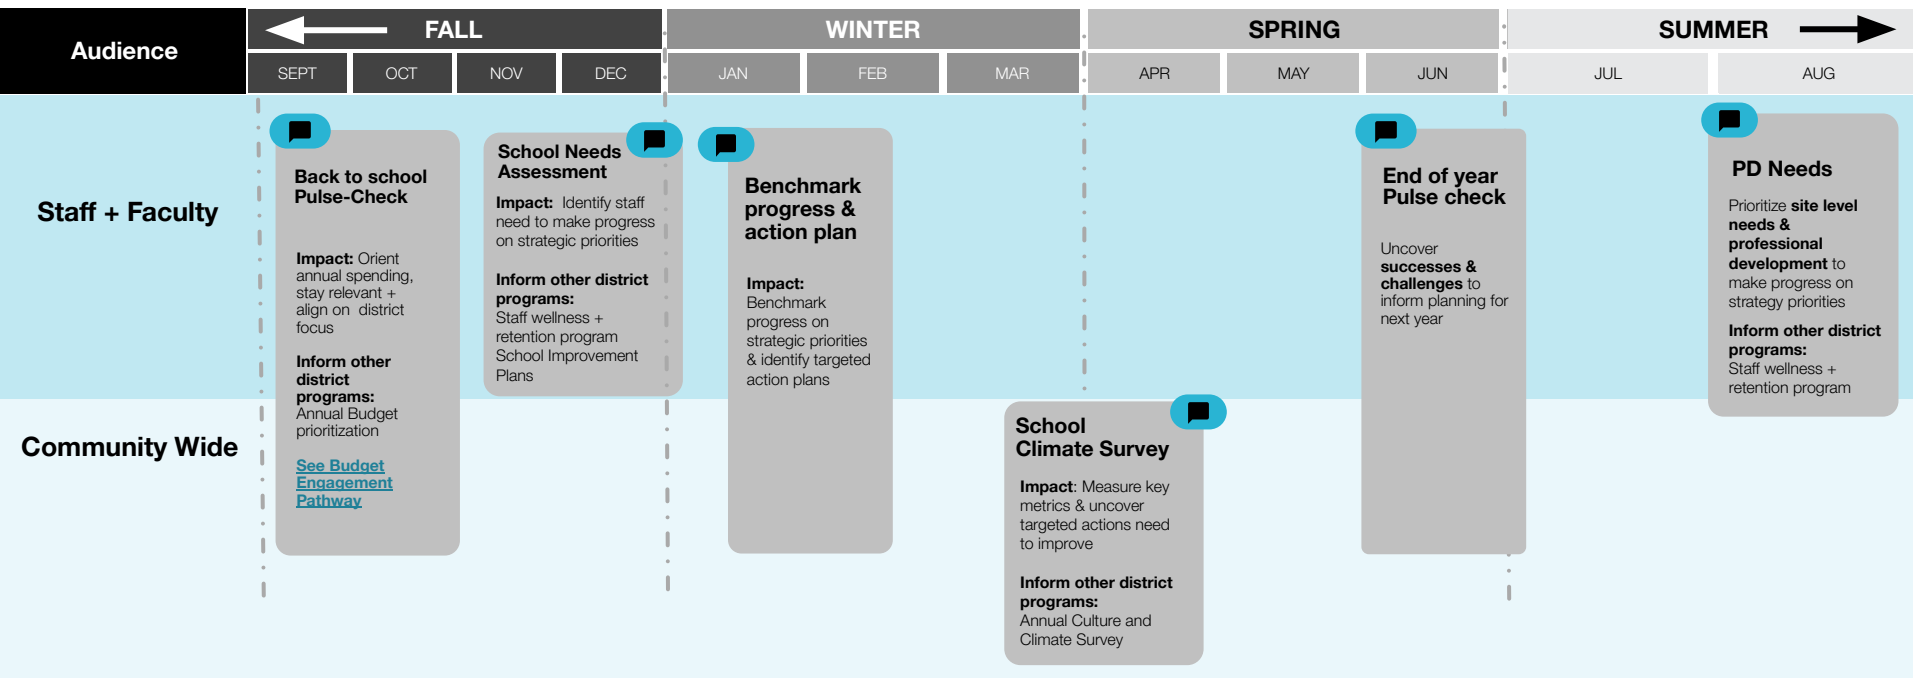 Audience
FALL
WINTER
SPRING
SUMMER
SEPT
OCT
NOV
DEC
JAN
FEB
MAR
APR
MAY
JUN
JUL
AUG
Staff + Faculty
Community Wide
Back to school
Pulse-Check
Impact: Orient
annual spending,
stay relevant +
align on district
focus
Inform other
district
programs:
Annual Budget
prioritization
See Budget
Engagement
Pathway
School Needs
Assessment
Impact: Identify staff
need to make progress
on strategic priorities
Inform other district
programs:
Staff wellness +
retention program
School Improvement
Plans
Benchmark
progress &
action plan
Impact:
Benchmark
progress on
strategic priorities
& identify targeted
action plans
School
Climate Survey
Impact: Measure key
metrics & uncover
targeted actions need
to improve
Inform other district
programs:
Annual Culture and
Climate Survey
End of year
Pulse check
Uncover
successes &
challenges to
inform planning for
next year
PD Needs
Prioritize site level
needs &
professional
development to
make progress on
strategy priorities
Inform other district
programs:
Staff wellness +
retention program